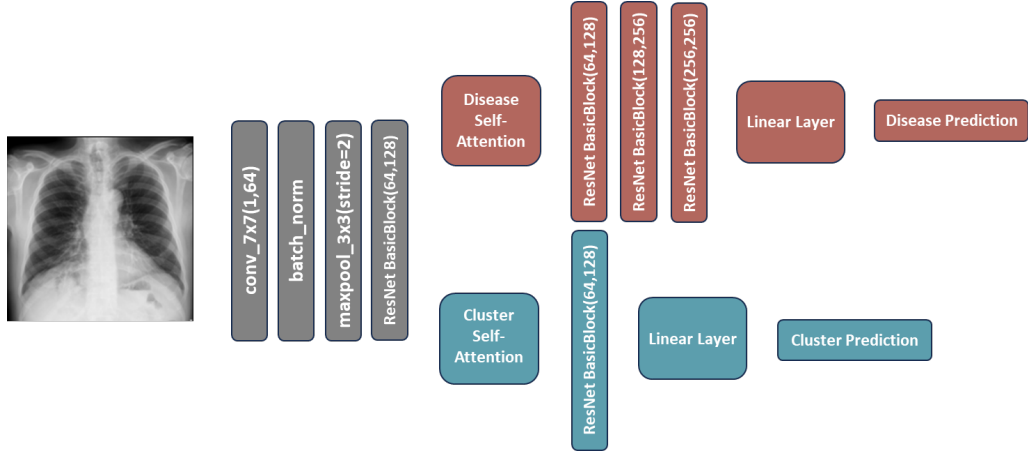 conv_7x7(1,64)
batch_norm
maxpool_3x3(stride=2)
ResNet BasicBlock(64,128)
Disease
Self-
Attention
ResNet BasicBlock(64,128)
ResNet BasicBlock(128,256)
ResNet BasicBlock(256,256)
Linear Layer
Disease Prediction
Cluster
Self-
Attention
ResNet BasicBlock(64,128)
Linear Layer
Cluster Prediction